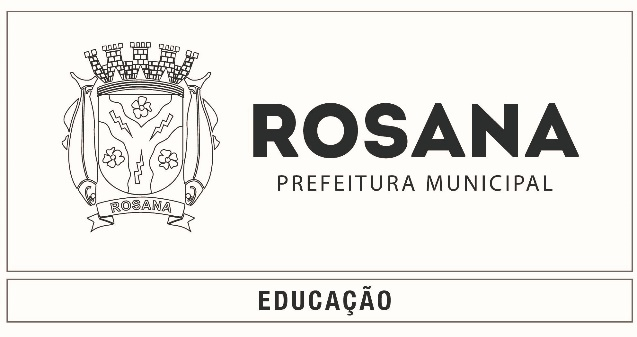 ROSANA
PREFEITURA MUNICIPAL
ROSANA
EDUCAÇÃO